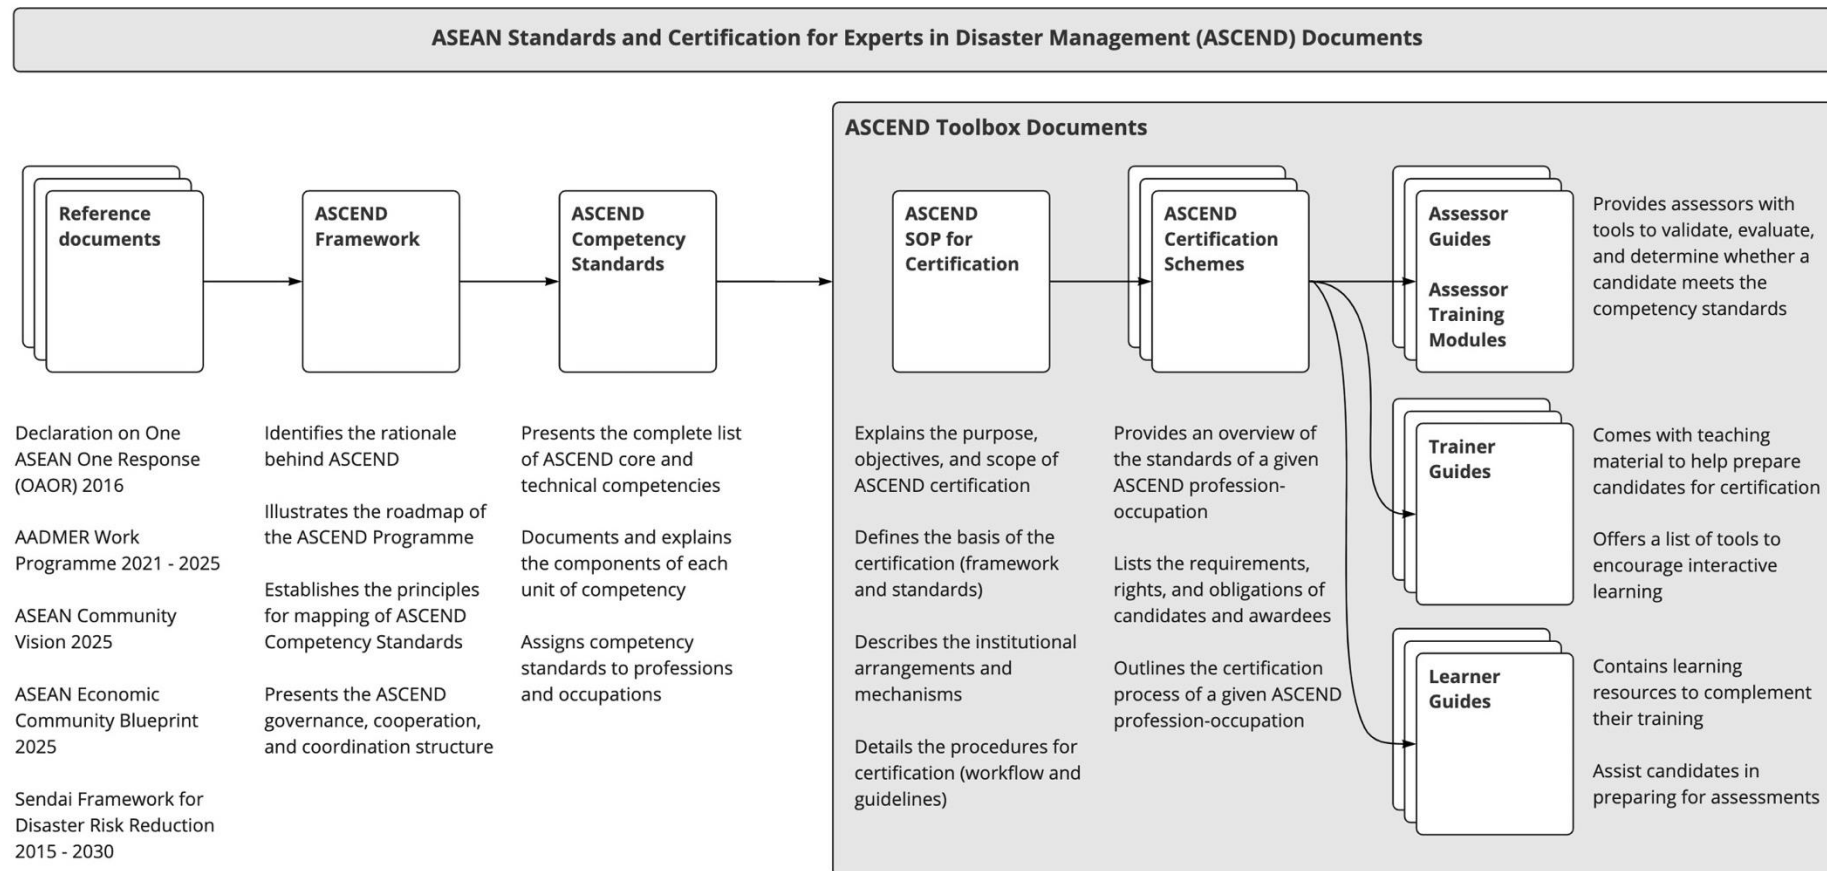 ASEAN Standards and Certification for Experts in Disaster Management (ASCEND) Documents
ASCEND Toolbox Documents
Reference
documents
ASCEND
Framework
ASCEND
Competency
Standards
ASCEND
SOP for
Certification
ASCEND
Certification
Schemes
Assessor
Guides
Assessor
Training
Modules
Provides assessors with
tools to validate, evaluate,
and determine whether a
candidate meets the
competency standards
Declaration on One
ASEAN One Response
(OAOR) 2016
AADMER Work
Programme 2021 - 2025
ASEAN Community
Vision 2025
ASEAN Economic
Community Blueprint
2025
Sendai Framework for
Disaster Risk Reduction
2015 - 2030
Identifies the rationale
behind ASCEND
Illustrates the roadmap of
the ASCEND Programme
Establishes the principles
for mapping of ASCEND
Competency Standards
Presents the ASCEND
governance, cooperation,
and coordination structure
Presents the complete list
of ASCEND core and
technical competencies
Documents and explains
the components of each
unit of competency
Assigns competency
standards to professions
and occupations
Explains the purpose,
objectives, and scope of
ASCEND certification
Defines the basis of the
certification (framework
and standards)
Describes the institutional
arrangements and
mechanisms
Details the procedures for
certification (workflow and
guidelines)
Provides an overview of
the standards of a given
ASCEND profession-
occupation
Lists the requirements,
rights, and obligations of
candidates and awardees
Outlines the certification
process of a given ASCEND
profession-occupation
Trainer
Guides
Comes with teaching
material to help prepare
candidates for certification
Offers a list of tools to
encourage interactive
learning
Learner
Guides
Contains learning
resources to complement
their training
Assist candidates in
preparing for assessments